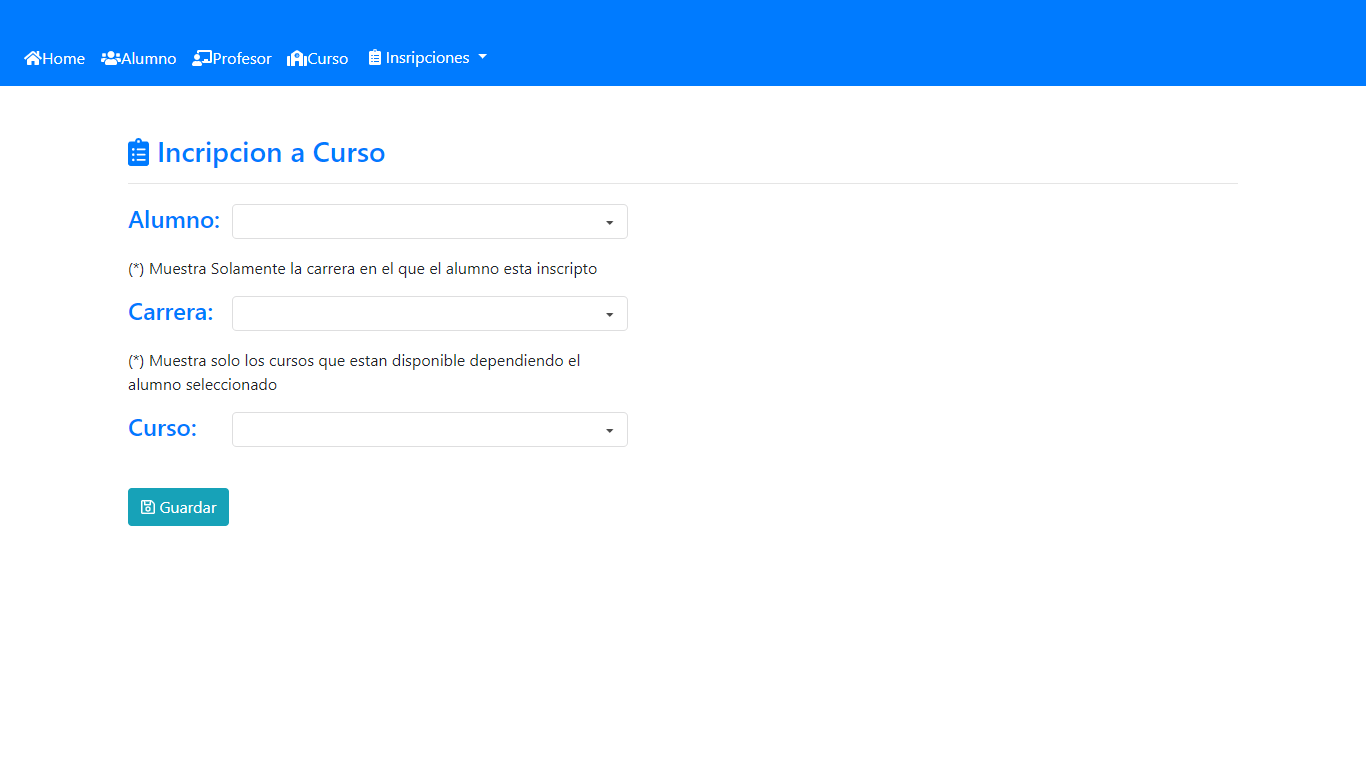 Home Alumno Profesor Curso Insripciones
Incripcion a Curso
Alumno:
(*) Muestra Solamente la carrera en el que el alumno esta inscripto
Carrera:
(*) Muestra solo los cursos que estan disponible dependiendo el
alumno seleccionado
Curso:
Guardar